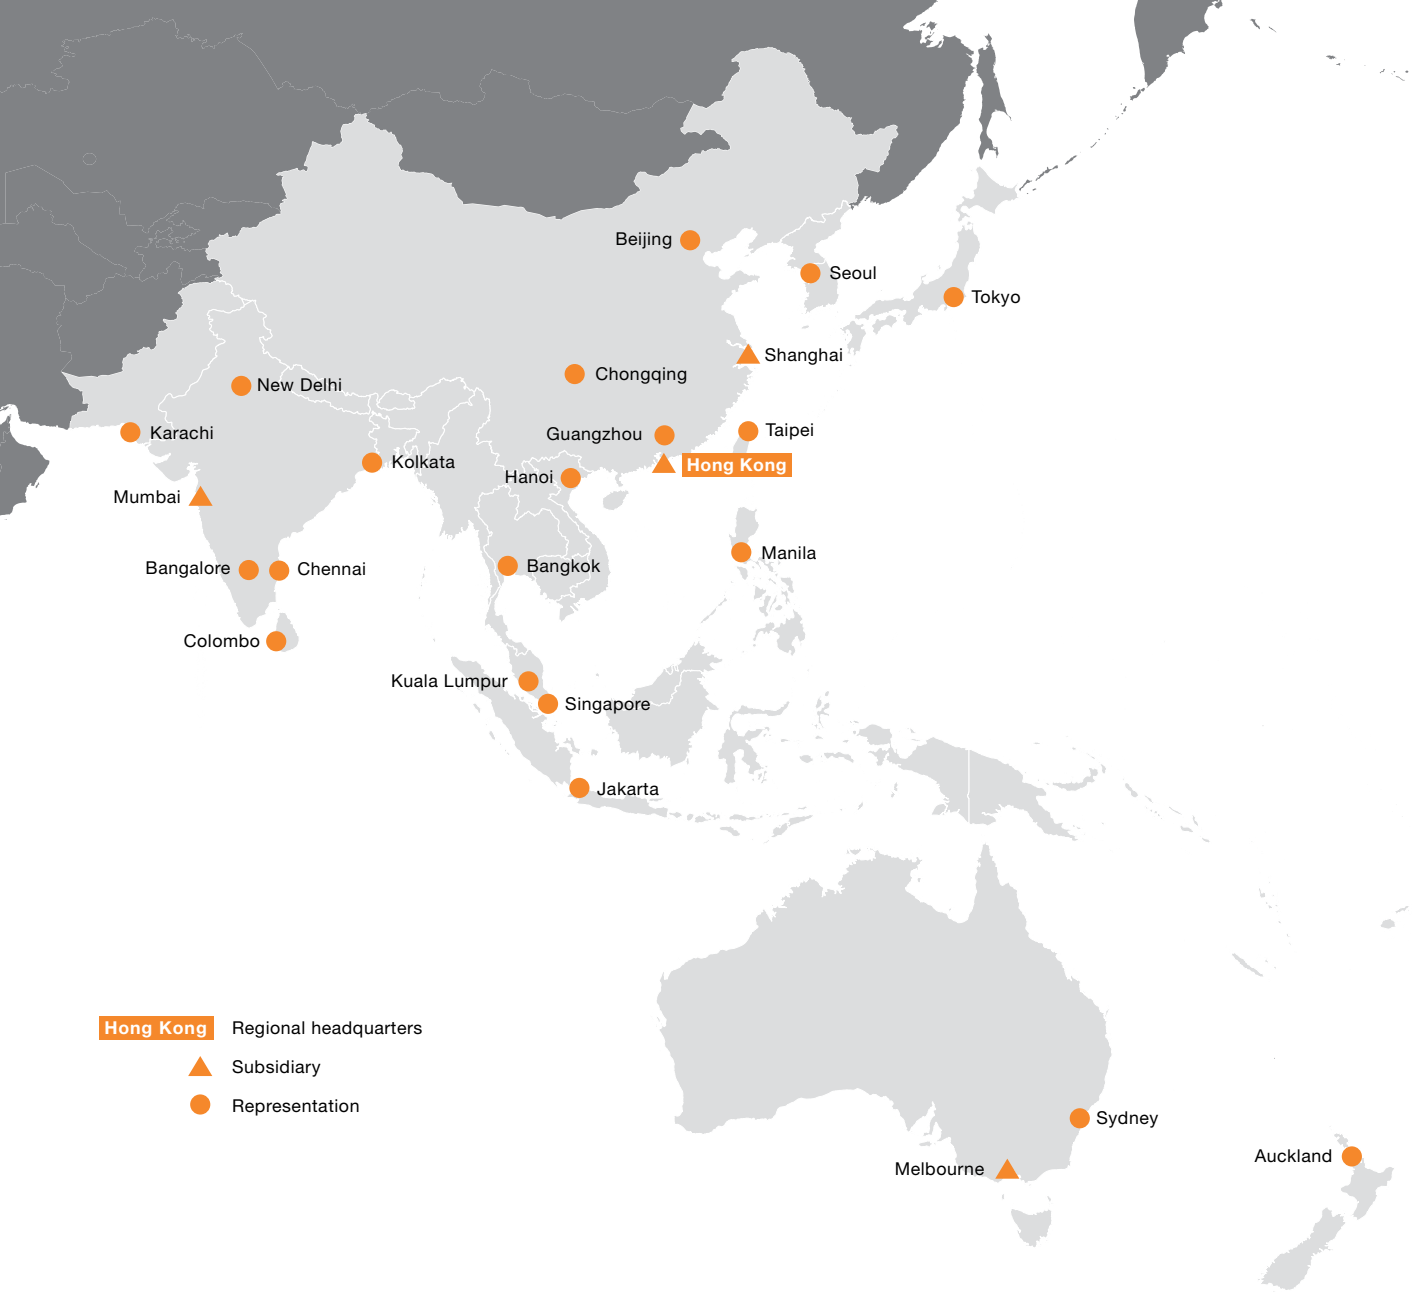 Beijing
Seoul
Tokyo
Shanghai
Chongqing
New Delhi
Karachi
Guangzhou
Taipei
Kolkata
Hong Kong
Hanoi
Mumbai
Manila
Bangalore
Chennai
Bangkok
Colombo
Kuala Lumpur
Singapore
Jakarta
Hong Kong Regional headquarters
Subsidiary
Representation
Sydney
Auckland
Melbourne